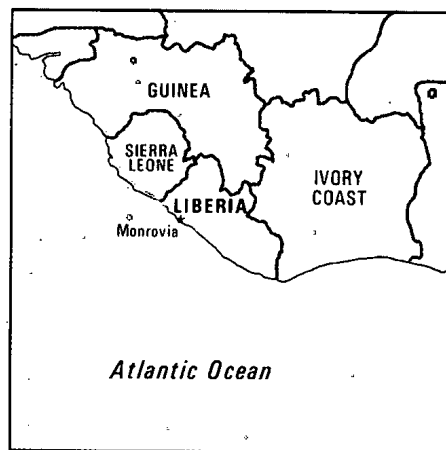 GUINEA
SIERRA
LEONE
LIBERIA
IVORY
COAST
Monrovia
Atlantic Ocean